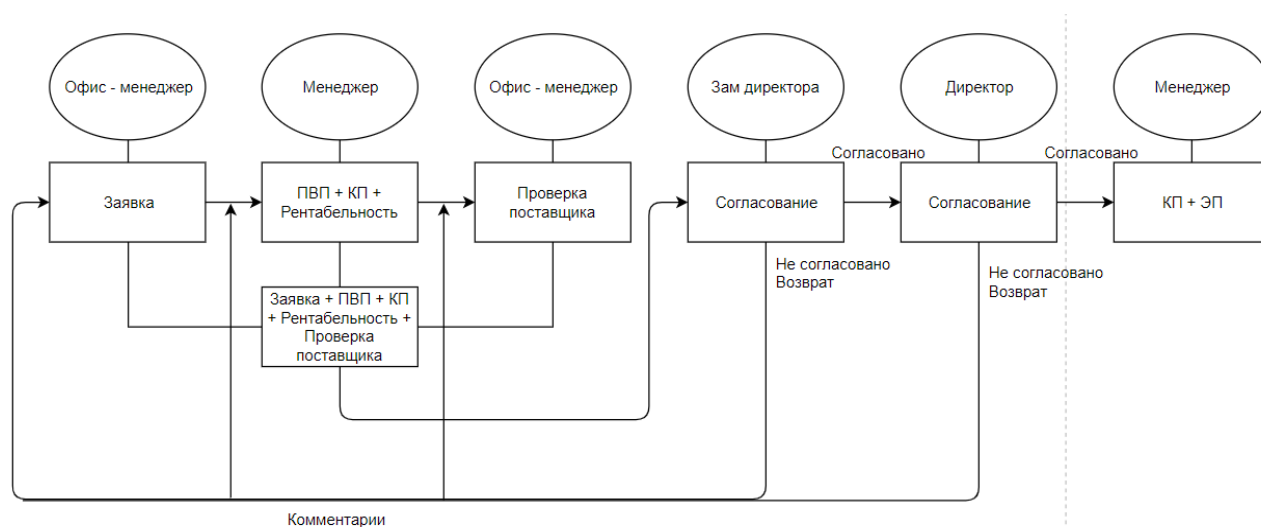 Офис - менеджер
Менеджер
Офис - менеджер
Зам директора
Директор
Менеджер
Согласовано
Согласовано
Заявка
ПВП + КП +
Рентабельность
Проверка
поставщика
Согласование
Согласование
КП + ЭП
Не согласовано
Возврат
Не согласовано
Возврат
Заявка + ПВП + КП
+ Рентабельность +
Проверка
поставщика
Комментарии